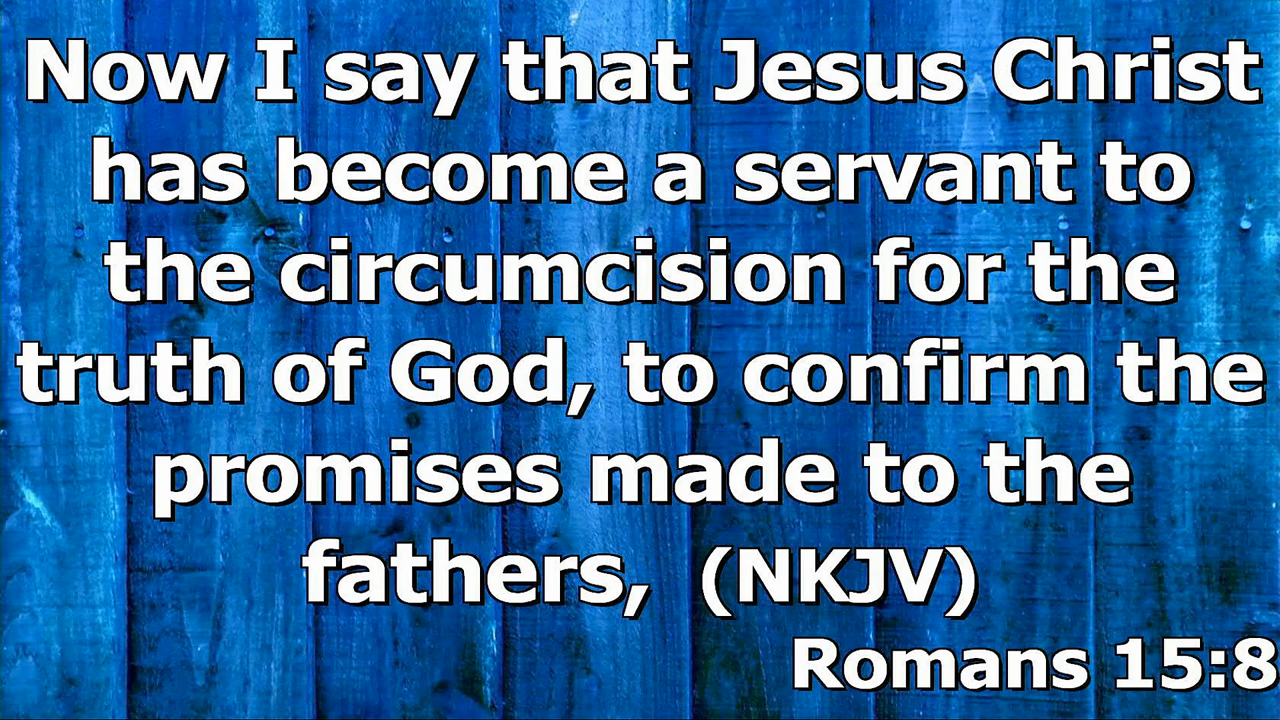 Now I say that Jesus Christ
has become a servant to
the circumcision for the
truth of God, to confirm the
promises made to the
fathers, (NKJV)
Romans 15:8